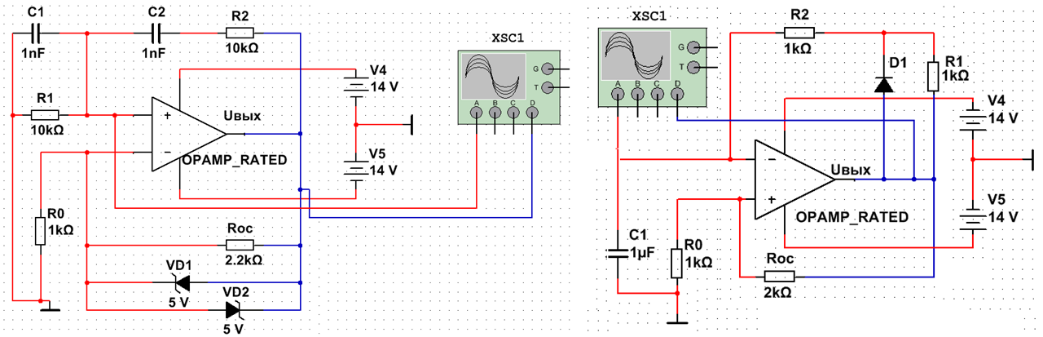 C1
1nF
C2
1nF
R2
10kΩ
R1
10kΩ
+
−
Uвых
OPAMP_RATED
V4
14 V
V5
14 V
XSC1
G
T
A B C D
R0
1kΩ
Roc
2.2kΩ
VD1
5 V
VD2
5 V
XSC1
G
T
A B C D
R2
1kΩ
D1
R1
1kΩ
V4
14 V
−
+
Uвых
OPAMP_RATED
V5
14 V
C1
1µF
R0
1kΩ
Roc
2kΩ